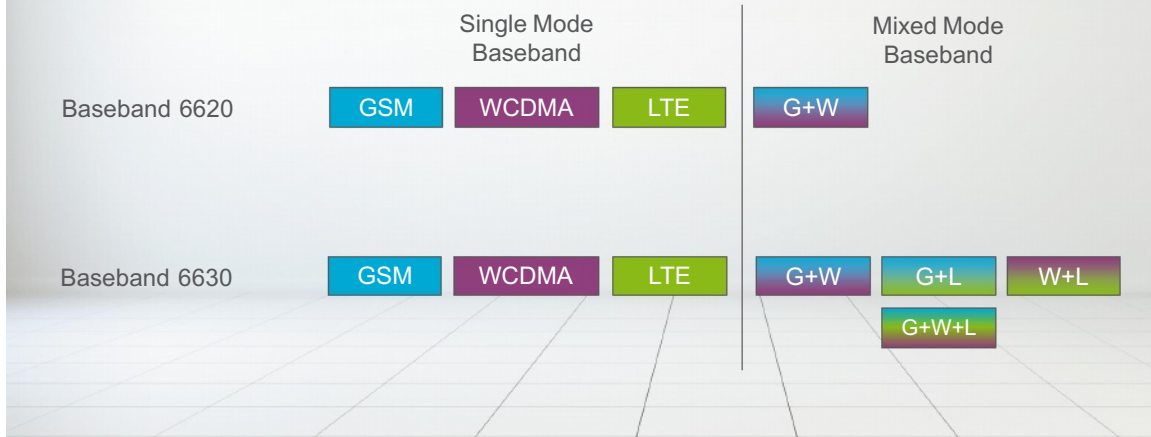 Single Mode
Baseband
Mixed Mode
Baseband
Baseband 6620
GSM
WCDMA
LTE
G+W
Baseband 6630
GSM
WCDMA
LTE
G+W
G+L
W+L
G+W+L